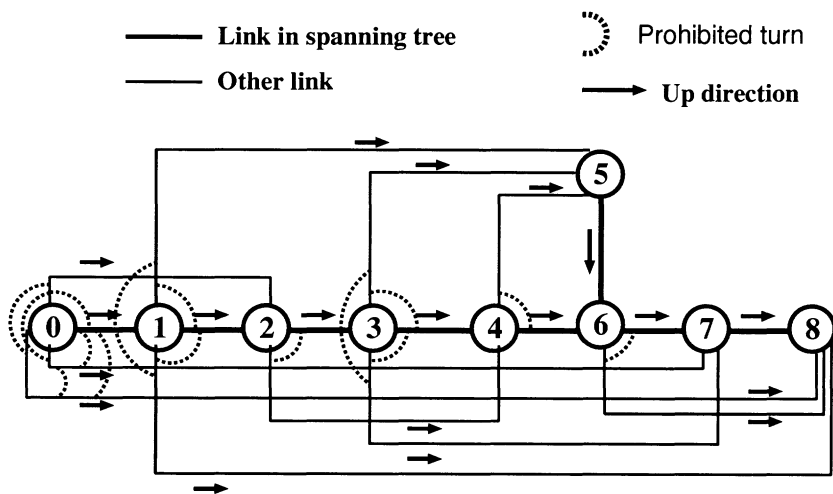 Link in spanning tree
Prohibited turn
Other link
Up direction
5
0 1 2 3 4 6 7 8